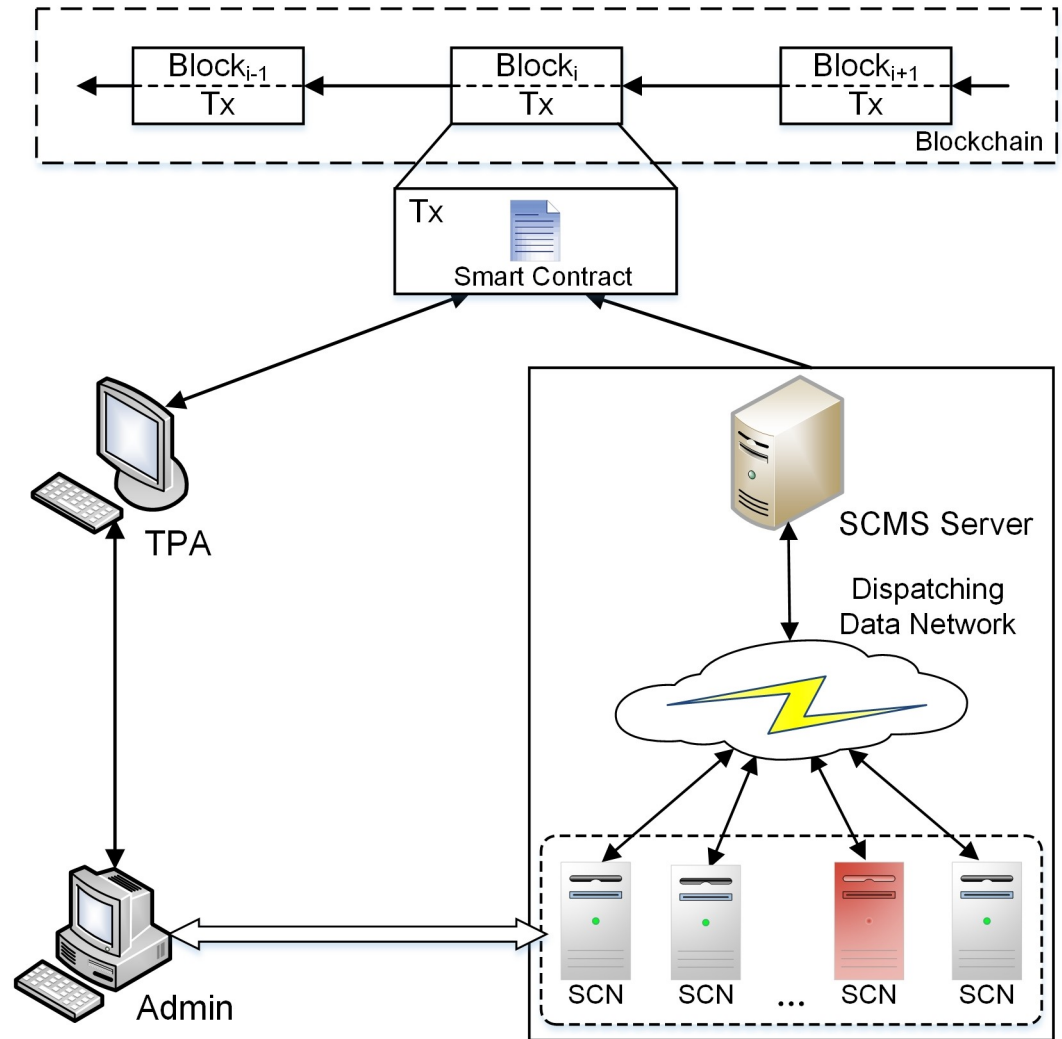 Block_{i-1}
Tx
Block_i
Tx
Block_{i+1}
Tx
Blockchain
Tx
Smart Contract
TPA
SCMS Server
Dispatching
Data Network
SCN
SCN
...
SCN
SCN
Admin